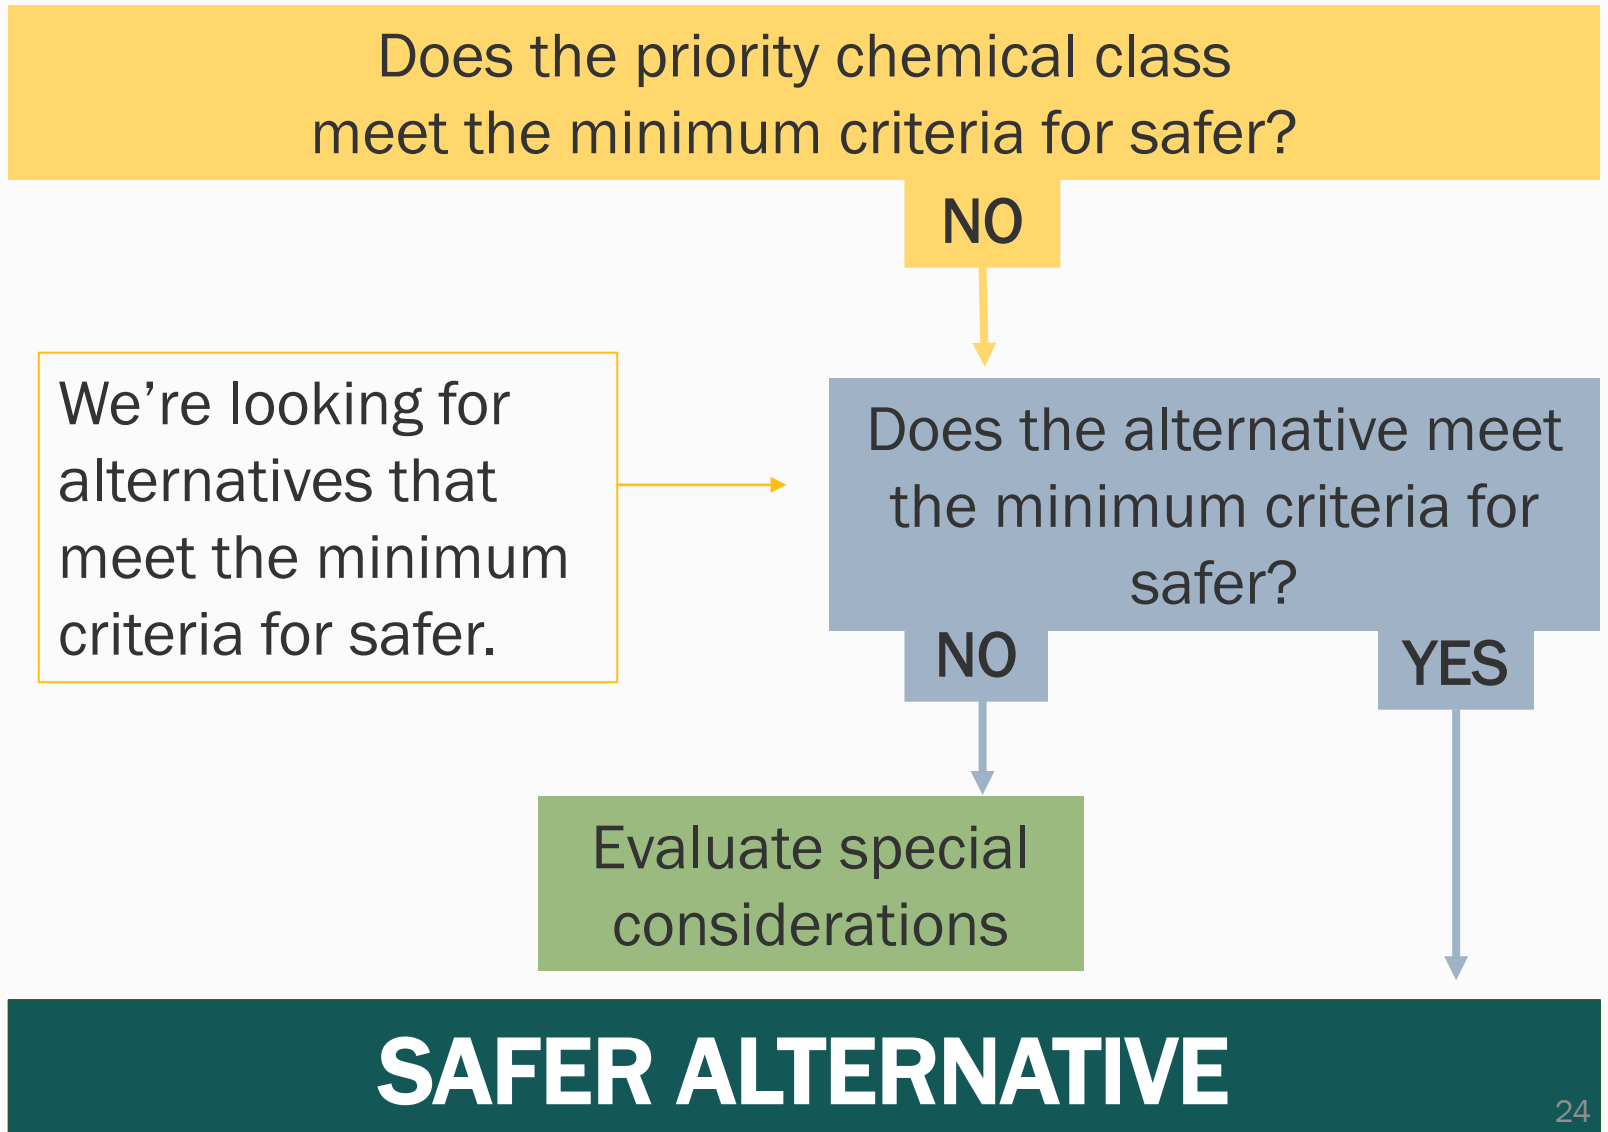 Does the priority chemical class
meet the minimum criteria for safer?
NO
We’re looking for
alternatives that
meet the minimum
criteria for safer.
Does the alternative meet
the minimum criteria for
safer?
NO
YES
Evaluate special
considerations
SAFER ALTERNATIVE
24